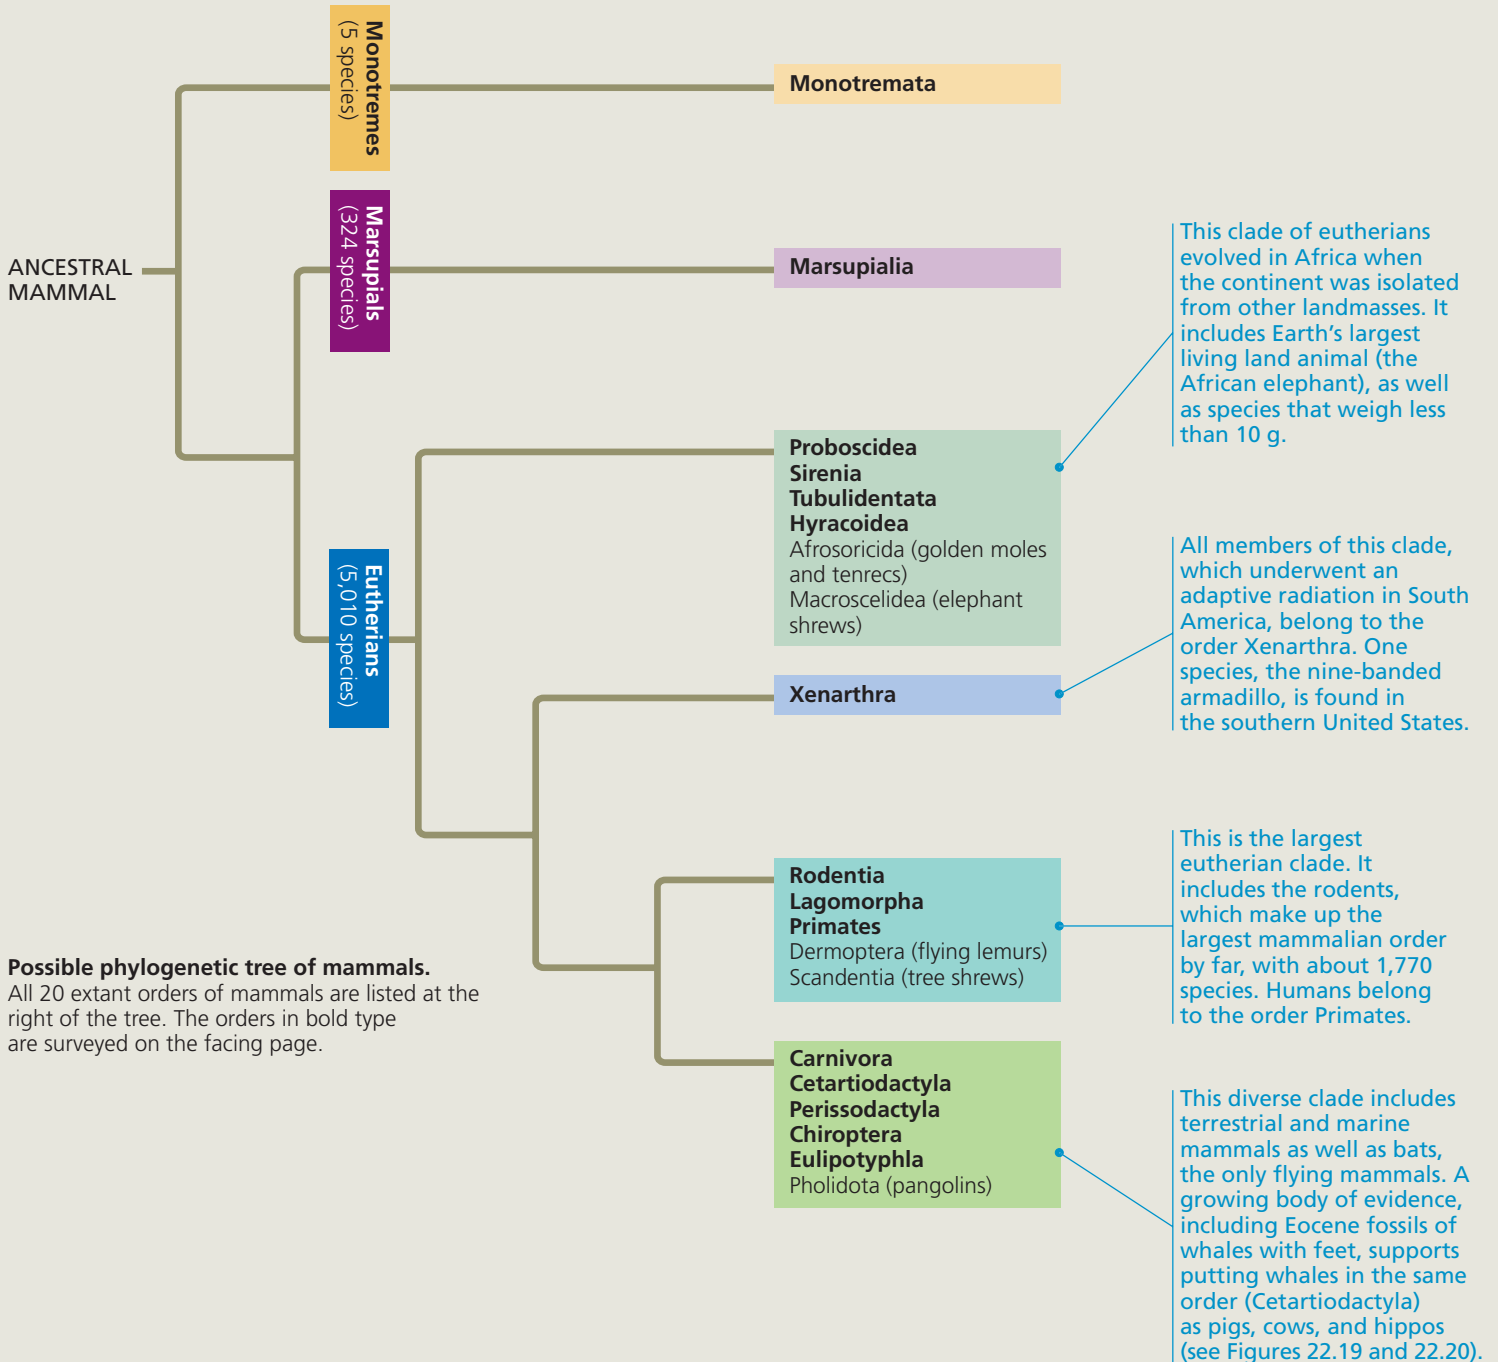 Monotremes
(5 species)
Monotremata
ANCESTRAL
MAMMAL
Marsupials
(324 species)
Marsupialia
This clade of eutherians
evolved in Africa when
the continent was isolated
from other landmasses. It
includes Earth’s largest
living land animal (the
African elephant), as well
as species that weigh less
than 10 g.
Eutherians
(5,010 species)
Proboscidea
Sirenia
Tubulidentata
Hyracoidea
Afrosoricida (golden moles
and tenrecs)
Macroscelidea (elephant
shrews)
All members of this clade,
which underwent an
adaptive radiation in South
America, belong to the
order Xenarthra. One
species, the nine-banded
armadillo, is found in
the southern United States.
Xenarthra
Rodentia
Lagomorpha
Primates
Dermoptera (flying lemurs)
Scandentia (tree shrews)
This is the largest
eutherian clade. It
includes the rodents,
which make up the
largest mammalian order
by far, with about 1,770
species. Humans belong
to the order Primates.
Possible phylogenetic tree of mammals.
All 20 extant orders of mammals are listed at the
right of the tree. The orders in bold type
are surveyed on the facing page.
Carnivora
Cetartiodactyla
Perissodactyla
Chiroptera
Eulipotyphla
Pholidota (pangolins)
This diverse clade includes
terrestrial and marine
mammals as well as bats,
the only flying mammals. A
growing body of evidence,
including Eocene fossils of
whales with feet, supports
putting whales in the same
order (Cetartiodactyla)
as pigs, cows, and hippos
(see Figures 22.19 and 22.20).